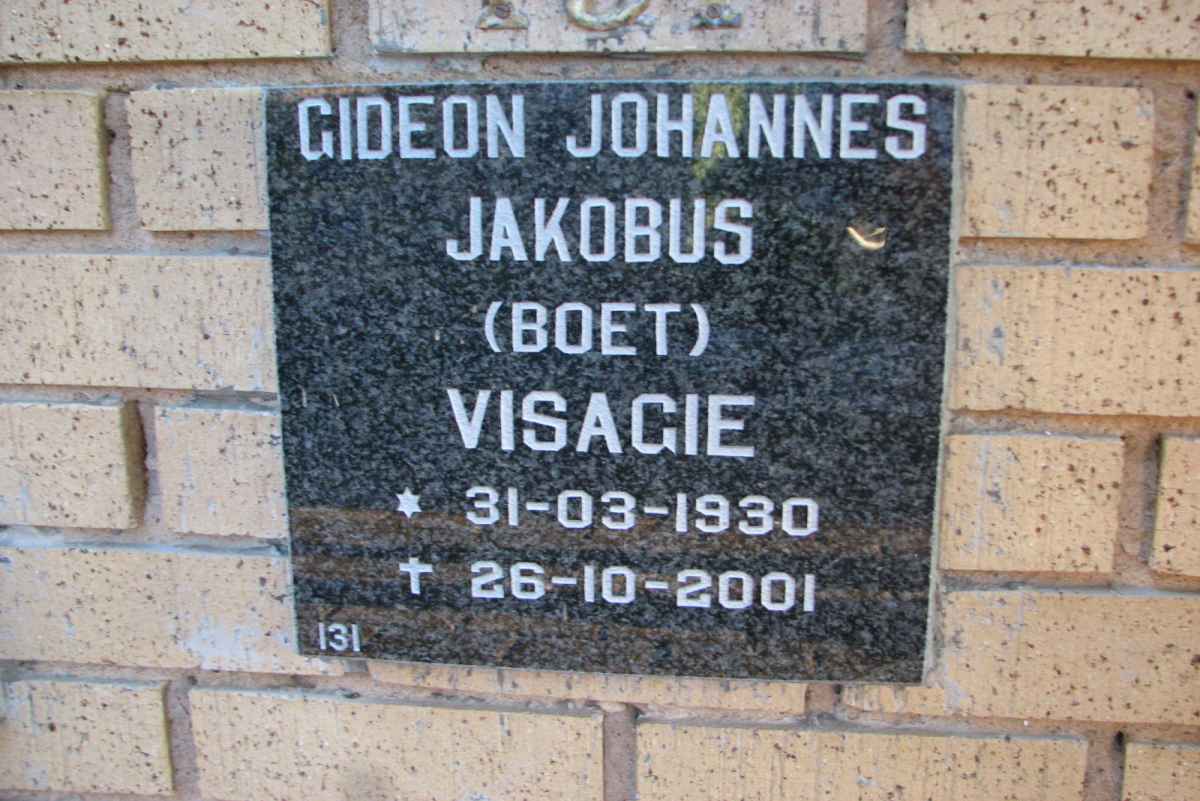 GIDEON JOHANNES
JAKOBUS
(BOET)
VISAGIE
* 31-03-1930
† 26-10-2001
131